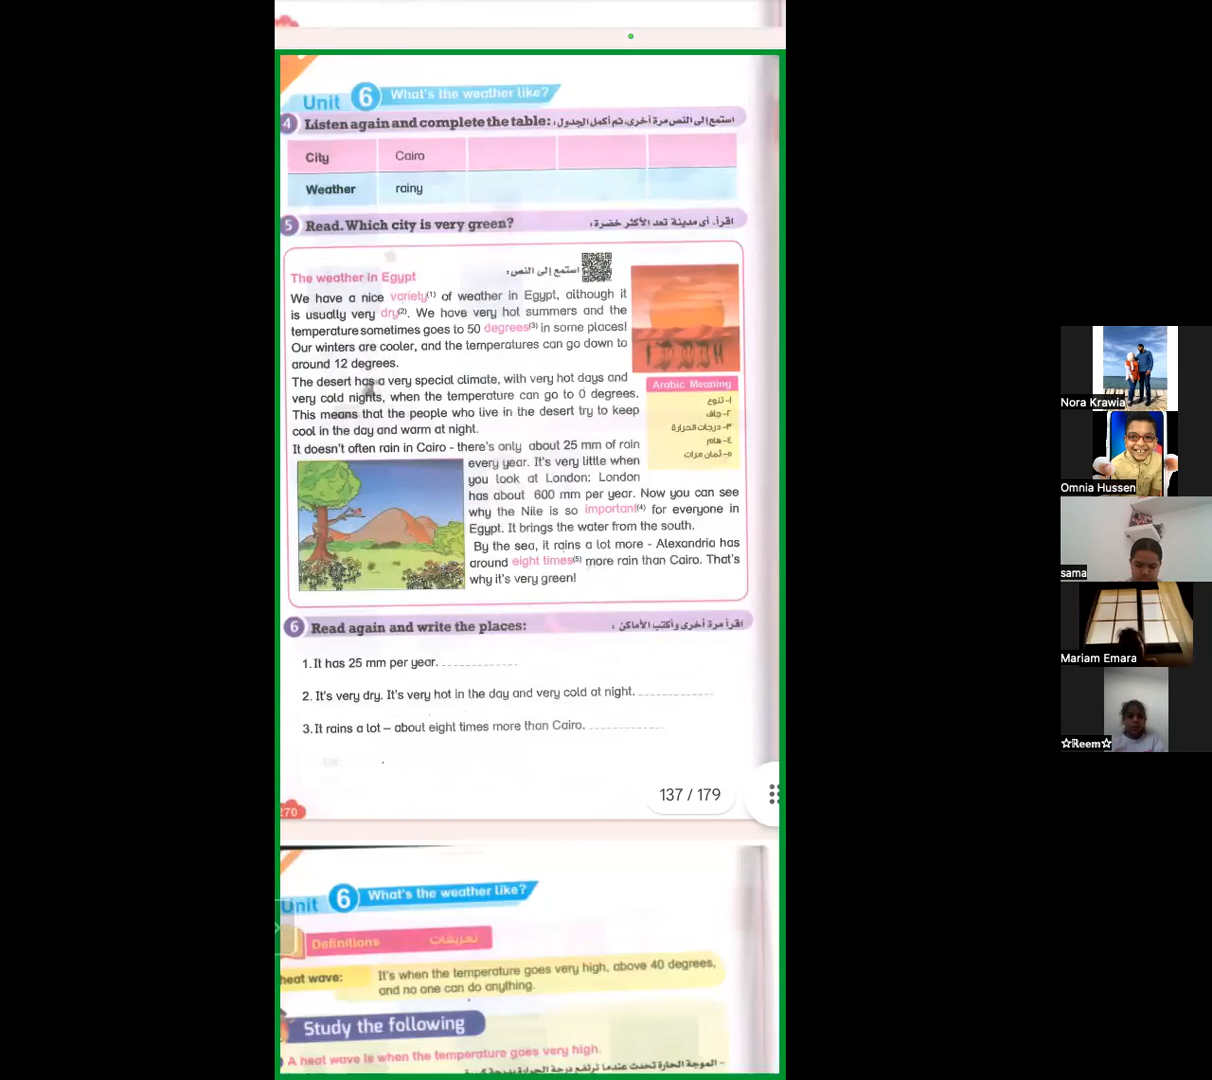 Unit 6 What's the weather like?
4 Listen again and complete the table: استمع إلى النص مرة أخرى، ثم أكمل الجدول:
City Cairo
Weather rainy
5 Read. Which city is very green? اقرأ. أى مدينة تعد الأكثر خضرة:
The weather in Egypt استمع إلى النص:
We have a nice variety(1) of weather in Egypt, although it
is usually very dry(2). We have very hot summers and the
temperature sometimes goes to 50 degrees(3) in some places!
Our winters are cooler, and the temperatures can go down to
around 12 degrees.
The desert has a very special climate, with very hot days and
very cold nights, when the temperature can go to 0 degrees.
This means that the people who live in the desert try to keep
cool in the day and warm at night.
Arabic Meaning
١- تنوع
٢- جاف
٣- درجات الحرارة
٤- هام
٥- ثمان مرات
It doesn't often rain in Cairo - there's only about 25 mm of rain
every year. It's very little when
you look at London: London
has about 600 mm per year. Now you can see
why the Nile is so important(4) for everyone in
Egypt. It brings the water from the south.
By the sea, it rains a lot more - Alexandria has
around eight times(5) more rain than Cairo. That's
why it's very green!
6 Read again and write the places: اقرأ مرة أخرى وأكتب الأماكن:
1. It has 25 mm per year.
2. It's very dry. It's very hot in the day and very cold at night.
3. It rains a lot – about eight times more than Cairo.
137 / 179
270
Unit 6 What's the weather like?
Definitions تعريفات
heat wave: It's when the temperature goes very high, above 40 degrees,
and no one can do anything.
Study the following
A heat wave is when the temperature goes very high.
- الموجة الحارة تحدث عندما ترتفع درجة الحرارة بدرجة كبيرة
Nora Krawia
Omnia Hussen
sama
Mariam Emara
☆Reem☆